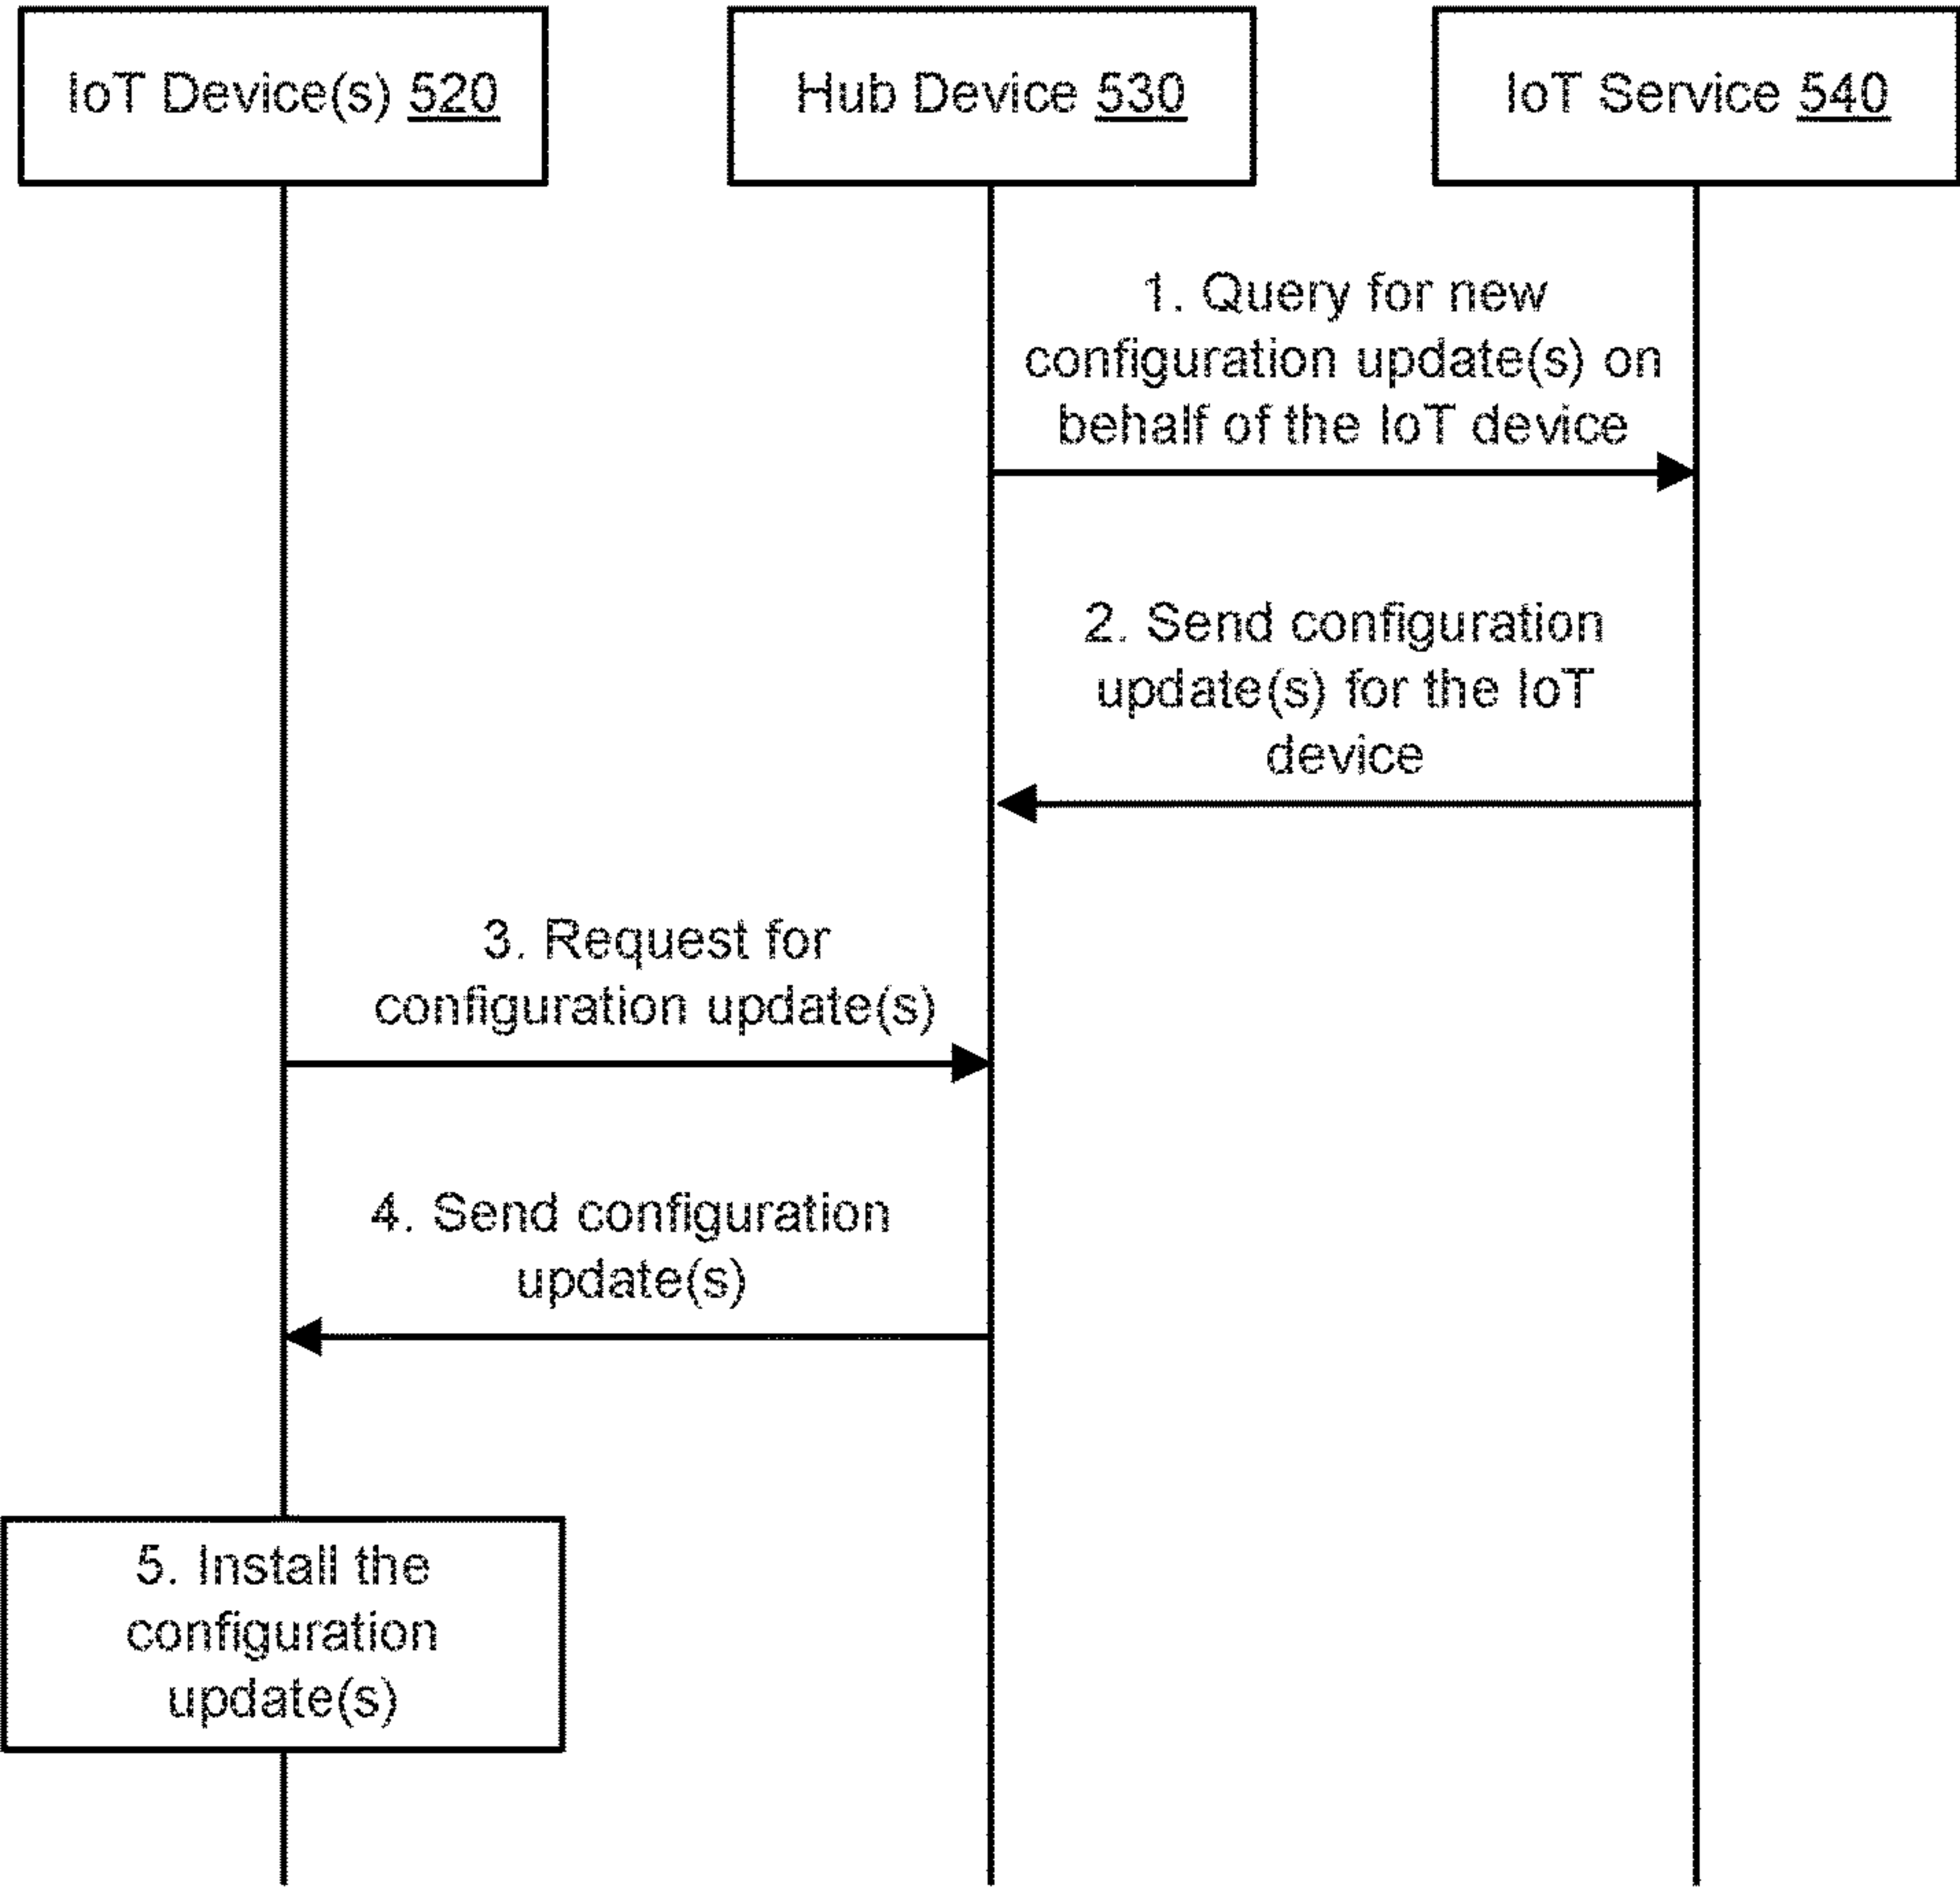 IoT Device(s) 520
Hub Device 530
IoT Service 540
1. Query for new
configuration update(s) on
behalf of the IoT device
2. Send configuration
update(s) for the IoT
device
3. Request for
configuration update(s)
4. Send configuration
update(s)
5. Install the
configuration
update(s)